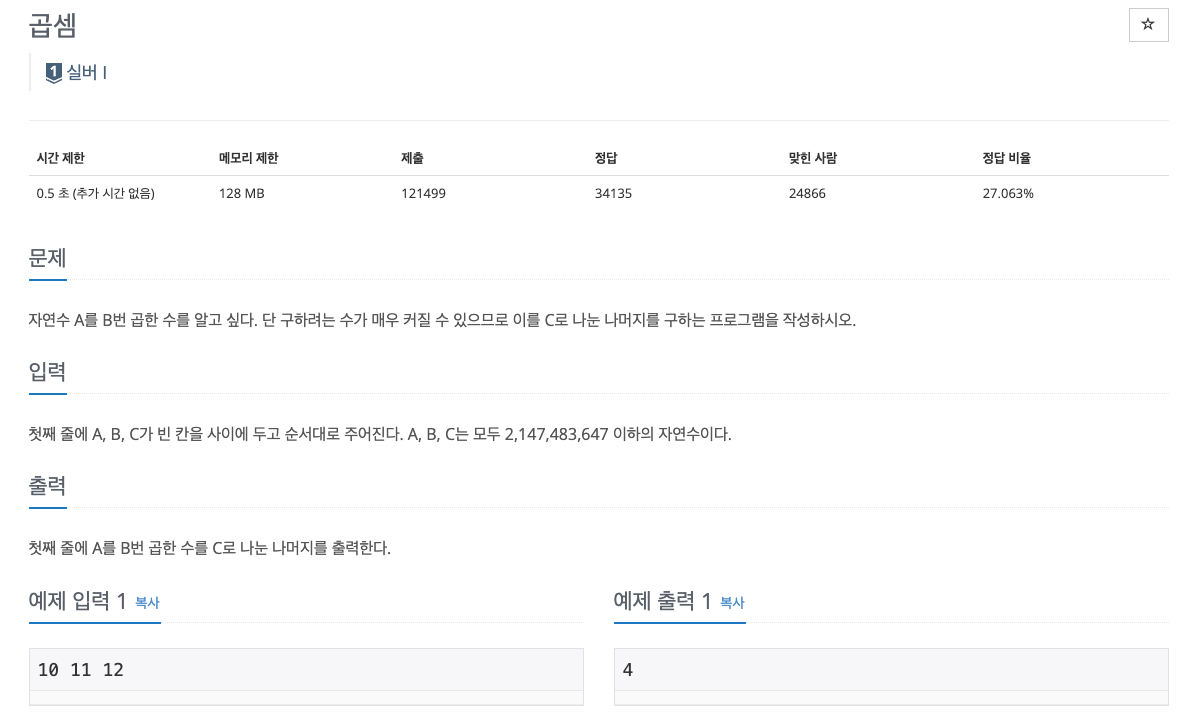 곱셈
☆
1 실버 I
시간 제한 메모리 제한 제출 정답 맞힌 사람 정답 비율
0.5 초 (추가 시간 없음) 128 MB 121499 34135 24866 27.063%
문제
자연수 A를 B번 곱한 수를 알고 싶다. 단 구하려는 수가 매우 커질 수 있으므로 이를 C로 나눈 나머지를 구하는 프로그램을 작성하시오.
입력
첫째 줄에 A, B, C가 빈 칸을 사이에 두고 순서대로 주어진다. A, B, C는 모두 2,147,483,647 이하의 자연수이다.
출력
첫째 줄에 A를 B번 곱한 수를 C로 나눈 나머지를 출력한다.
예제 입력 1 복사
10 11 12
예제 출력 1 복사
4